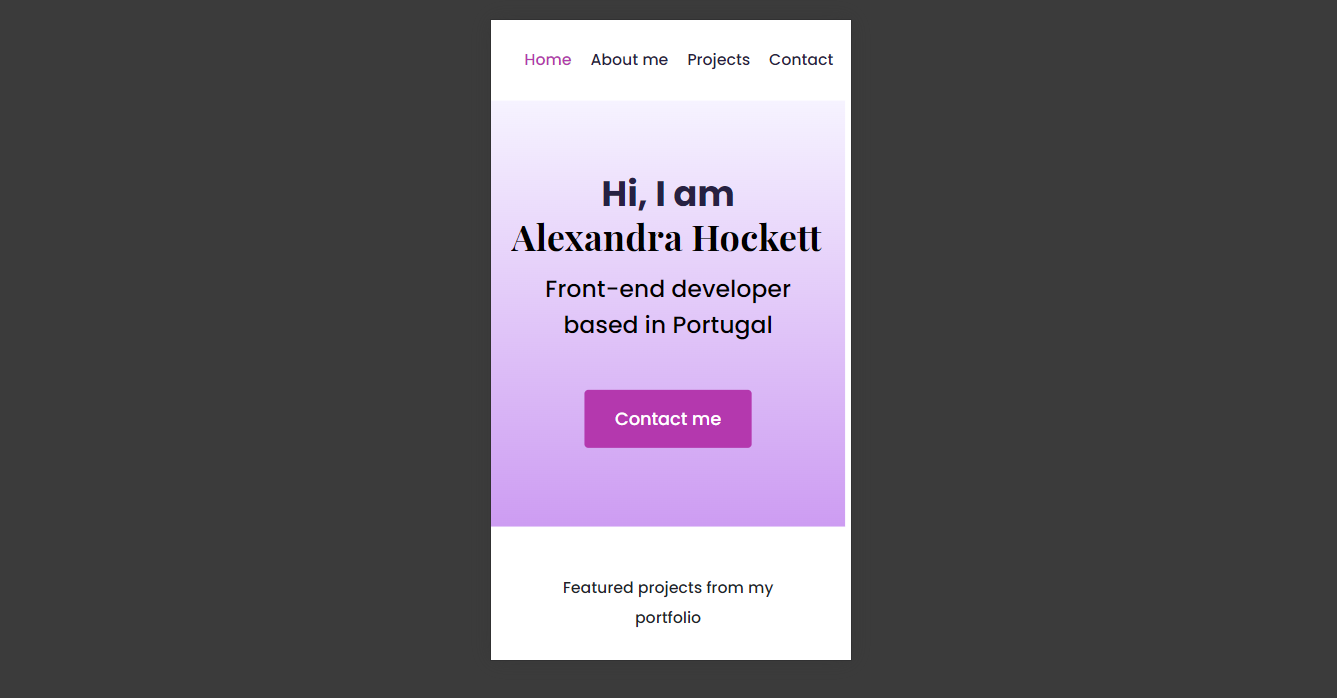 Home About me Projects Contact
Hi, I am
Alexandra Hockett
Front-end developer
based in Portugal
Contact me
Featured projects from my
portfolio